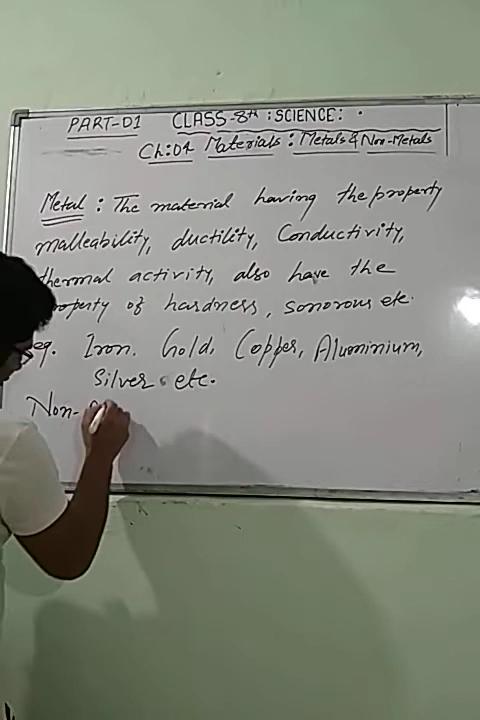 PART-01 CLASS-8th : SCIENCE :
Ch:04 Materials : Metals & Non-Metals
Metal : The material having the property
malleability, ductility, Conductivity,
thermal activity, also have the
property of hardness, sonorous etc.
eg. Iron. Gold, Copper, Aluminium,
Silver. etc.
Non-